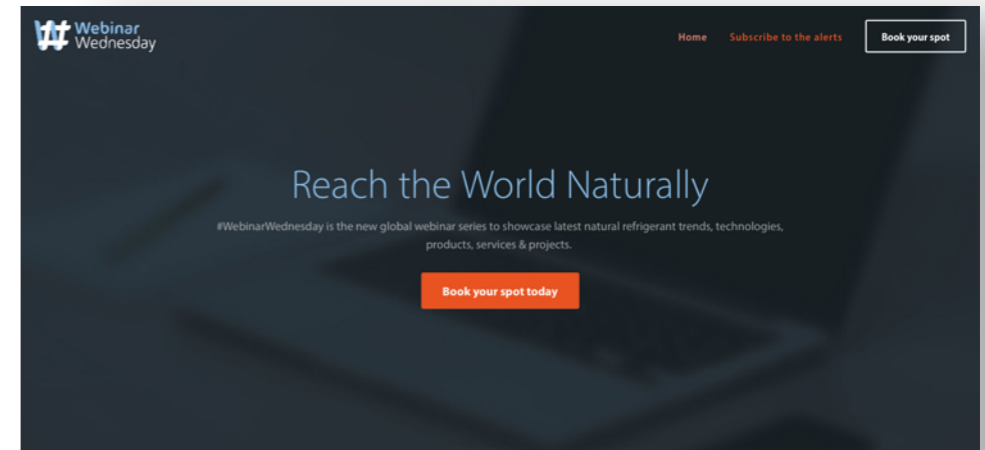 Webinar
Wednesday
Home
Subscribe to the alerts
Book your spot
Reach the World Naturally
#WebinarWednesday is the new global webinar series to showcase latest natural refrigerant trends, technologies,
products, services & projects.
Book your spot today